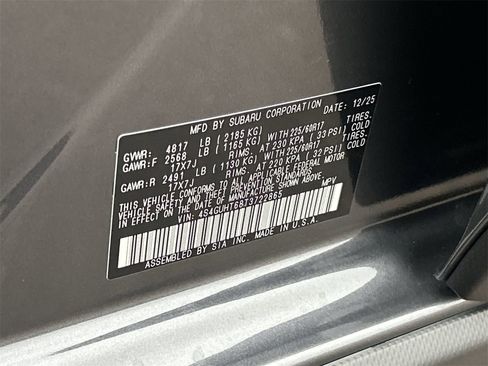 MFD BY SUBARU CORPORATION DATE: 12/25
GVWR: 4817 LB (2185 KG)
GAWR:F 2568 LB (1165 KG) WITH 225/60R17 TIRES.
17X7J RIMS. AT 230 KPA (33 PSI) COLD
GAWR:R 2491 LB (1130 KG) WITH 225/60R17 TIRES.
17X7J RIMS. AT 220 KPA (32 PSI) COLD
THIS VEHICLE CONFORMS TO ALL APPLICABLE FEDERAL MOTOR
VEHICLE SAFETY, BUMPER, AND THEFT PREVENTION STANDARDS
IN EFFECT ON THE DATE OF MANUFACTURE SHOWN ABOVE.
VIN: 4S4GUHT68T3722865 MPV
ASSEMBLED BY SIA INC. MADE IN U.S.A.